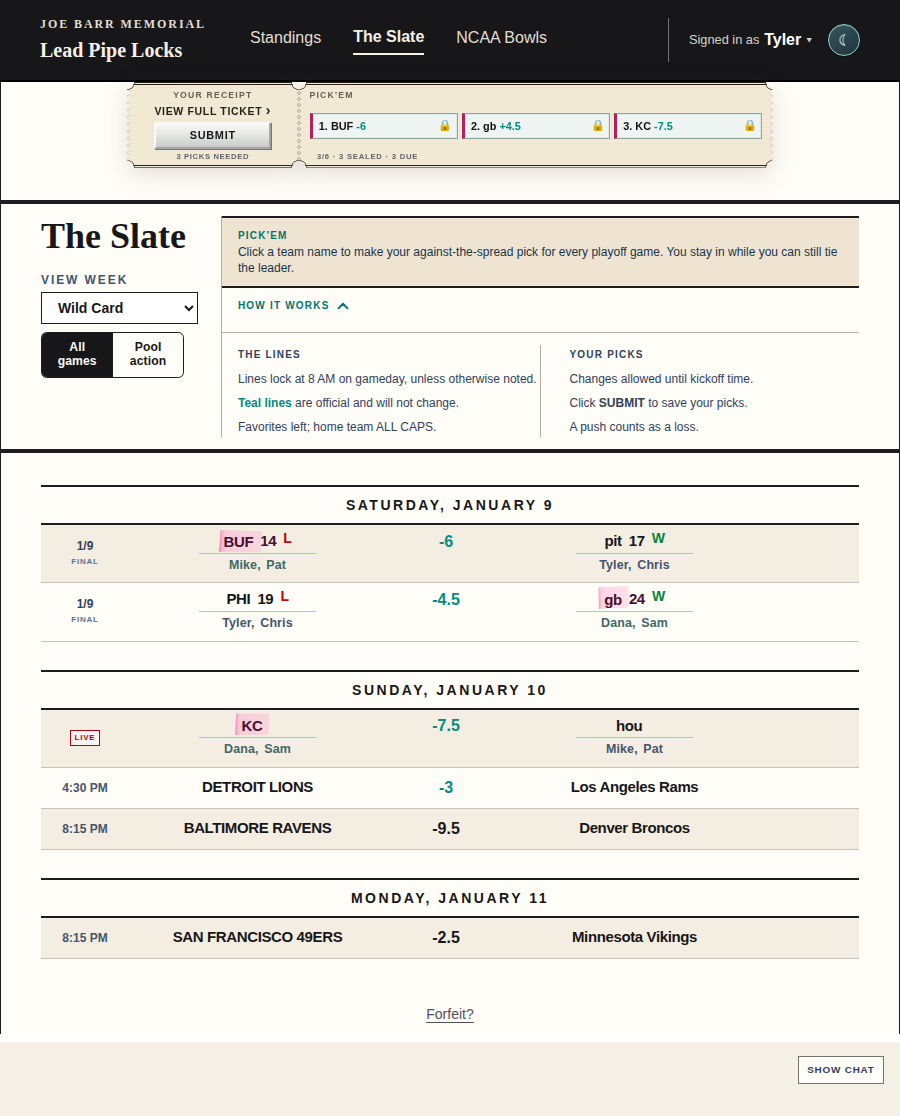 JOE BARR MEMORIAL
Lead Pipe Locks
Standings
The Slate
NCAA Bowls
Signed in as Tyler ▾
YOUR RECEIPT
VIEW FULL TICKET ›
SUBMIT
3 PICKS NEEDED
PICK'EM
1. BUF -6
2. gb +4.5
3. KC -7.5
3/6 · 3 SEALED · 3 DUE
The Slate
VIEW WEEK
Wild Card
All games
Pool action
PICK'EM
Click a team name to make your against-the-spread pick for every playoff game. You stay in while you can still tie
the leader.
HOW IT WORKS
THE LINES
Lines lock at 8 AM on gameday, unless otherwise noted.
Teal lines are official and will not change.
Favorites left; home team ALL CAPS.
YOUR PICKS
Changes allowed until kickoff time.
Click SUBMIT to save your picks.
A push counts as a loss.
SATURDAY, JANUARY 9
1/9 FINAL
BUF 14 L
Mike, Pat
-6
pit 17 W
Tyler, Chris
1/9 FINAL
PHI 19 L
Tyler, Chris
-4.5
gb 24 W
Dana, Sam
SUNDAY, JANUARY 10
LIVE
KC
Dana, Sam
-7.5
hou
Mike, Pat
4:30 PM
DETROIT LIONS
-3
Los Angeles Rams
8:15 PM
BALTIMORE RAVENS
-9.5
Denver Broncos
MONDAY, JANUARY 11
8:15 PM
SAN FRANCISCO 49ERS
-2.5
Minnesota Vikings
Forfeit?
SHOW CHAT